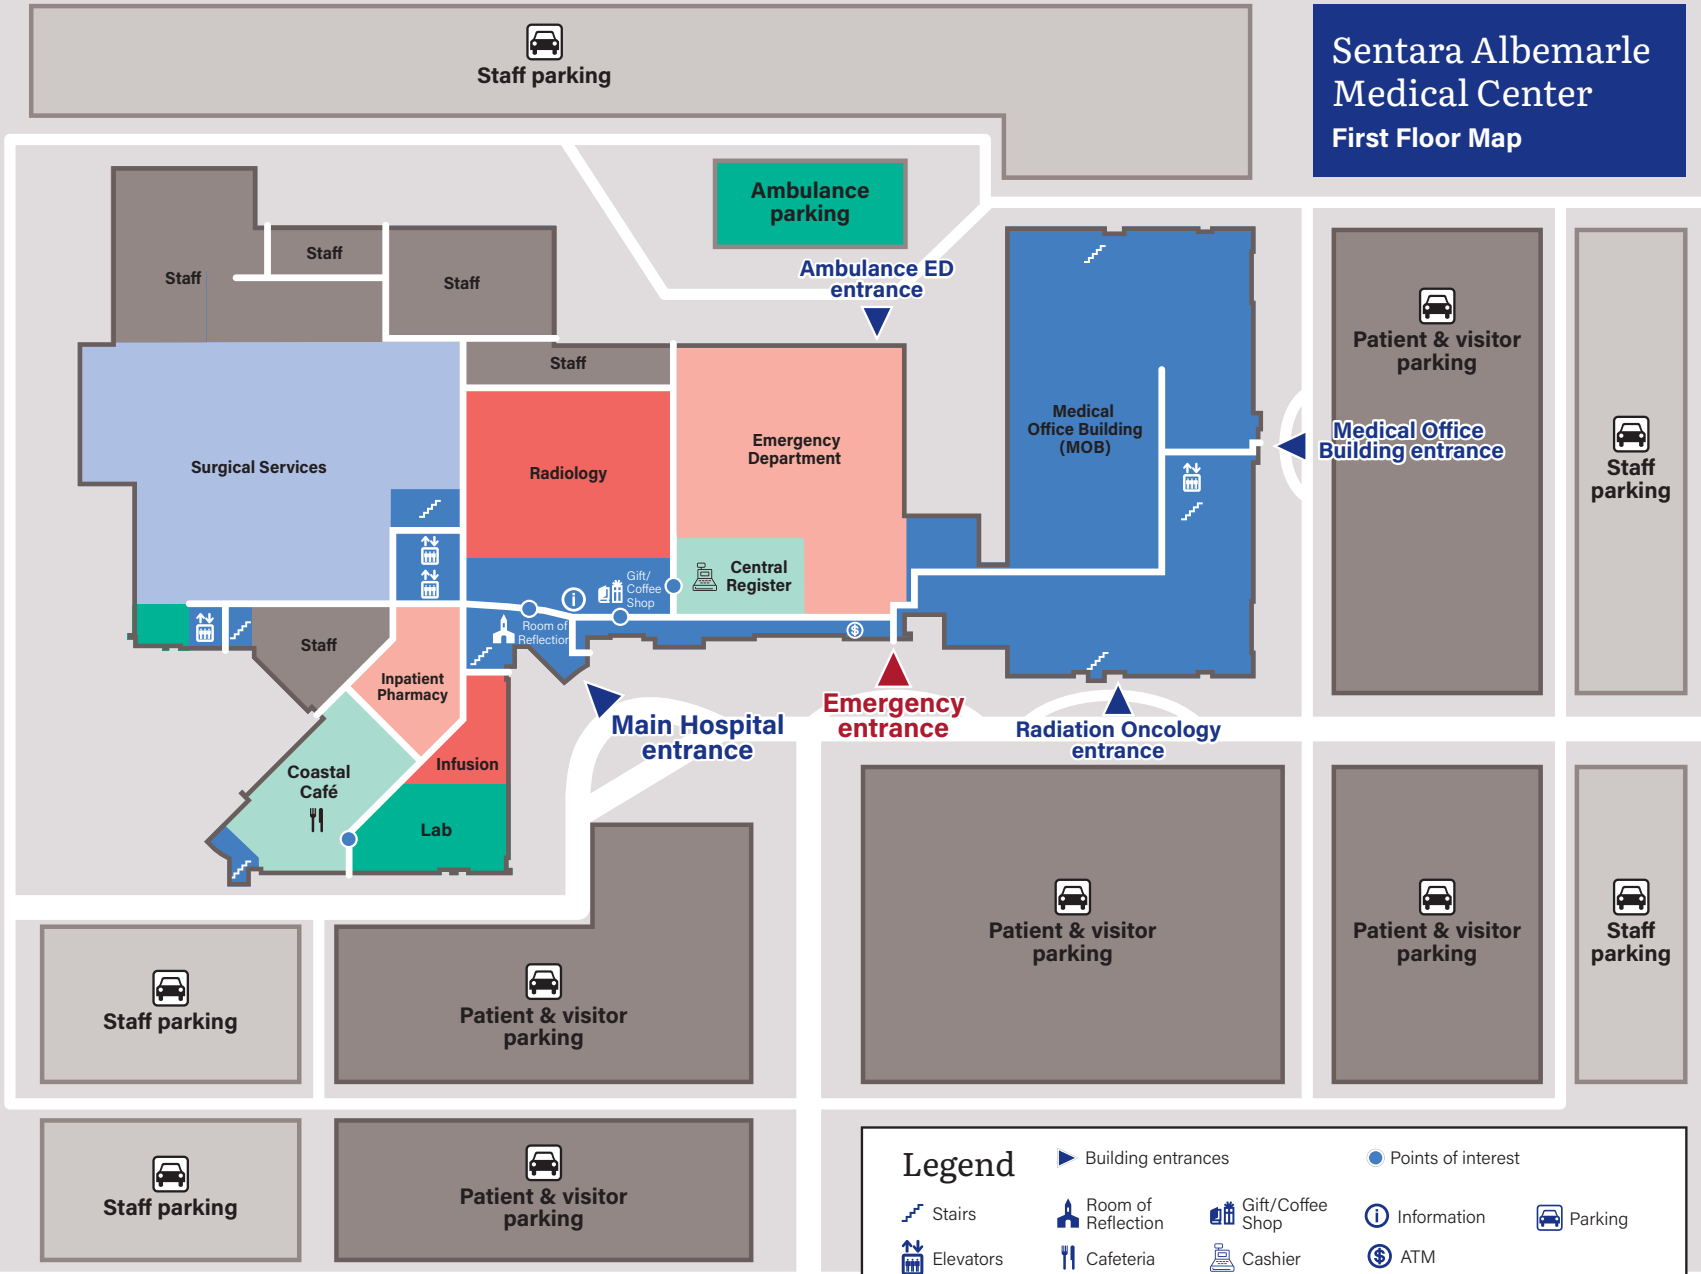 Staff parking
Sentara Albemarle
Medical Center
First Floor Map
Ambulance
parking
Ambulance ED
entrance
Staff
Staff
Staff
Staff
Surgical Services
Radiology
Emergency
Department
Central
Register
Gift/
Coffee
Shop
Room of
Reflection
Medical
Office Building
(MOB)
Patient & visitor
parking
Medical Office
Building entrance
Staff
parking
Staff
Inpatient
Pharmacy
Infusion
Coastal
Café
Lab
Main Hospital
entrance
Emergency
entrance
Radiation Oncology
entrance
Patient & visitor
parking
Patient & visitor
parking
Staff
parking
Staff parking
Patient & visitor
parking
Staff parking
Patient & visitor
parking
Legend
Building entrances
Points of interest
Stairs
Room of
Reflection
Gift/Coffee
Shop
Information
Parking
Elevators
Cafeteria
Cashier
ATM